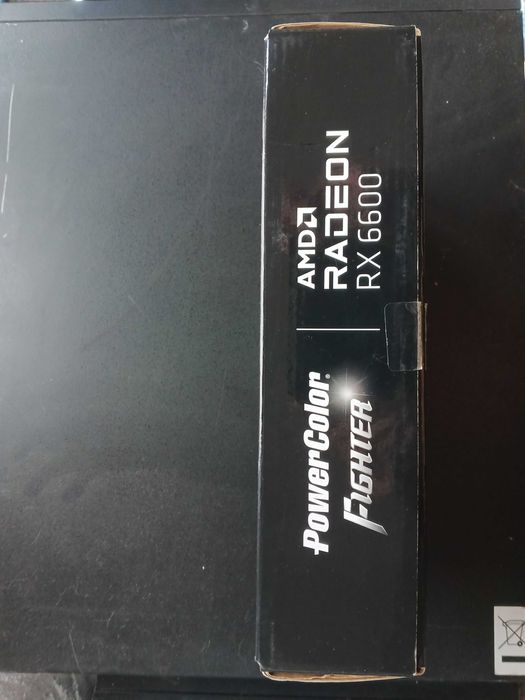 PowerColor®
FIGHTER
AMD
RADEON
RX 6600